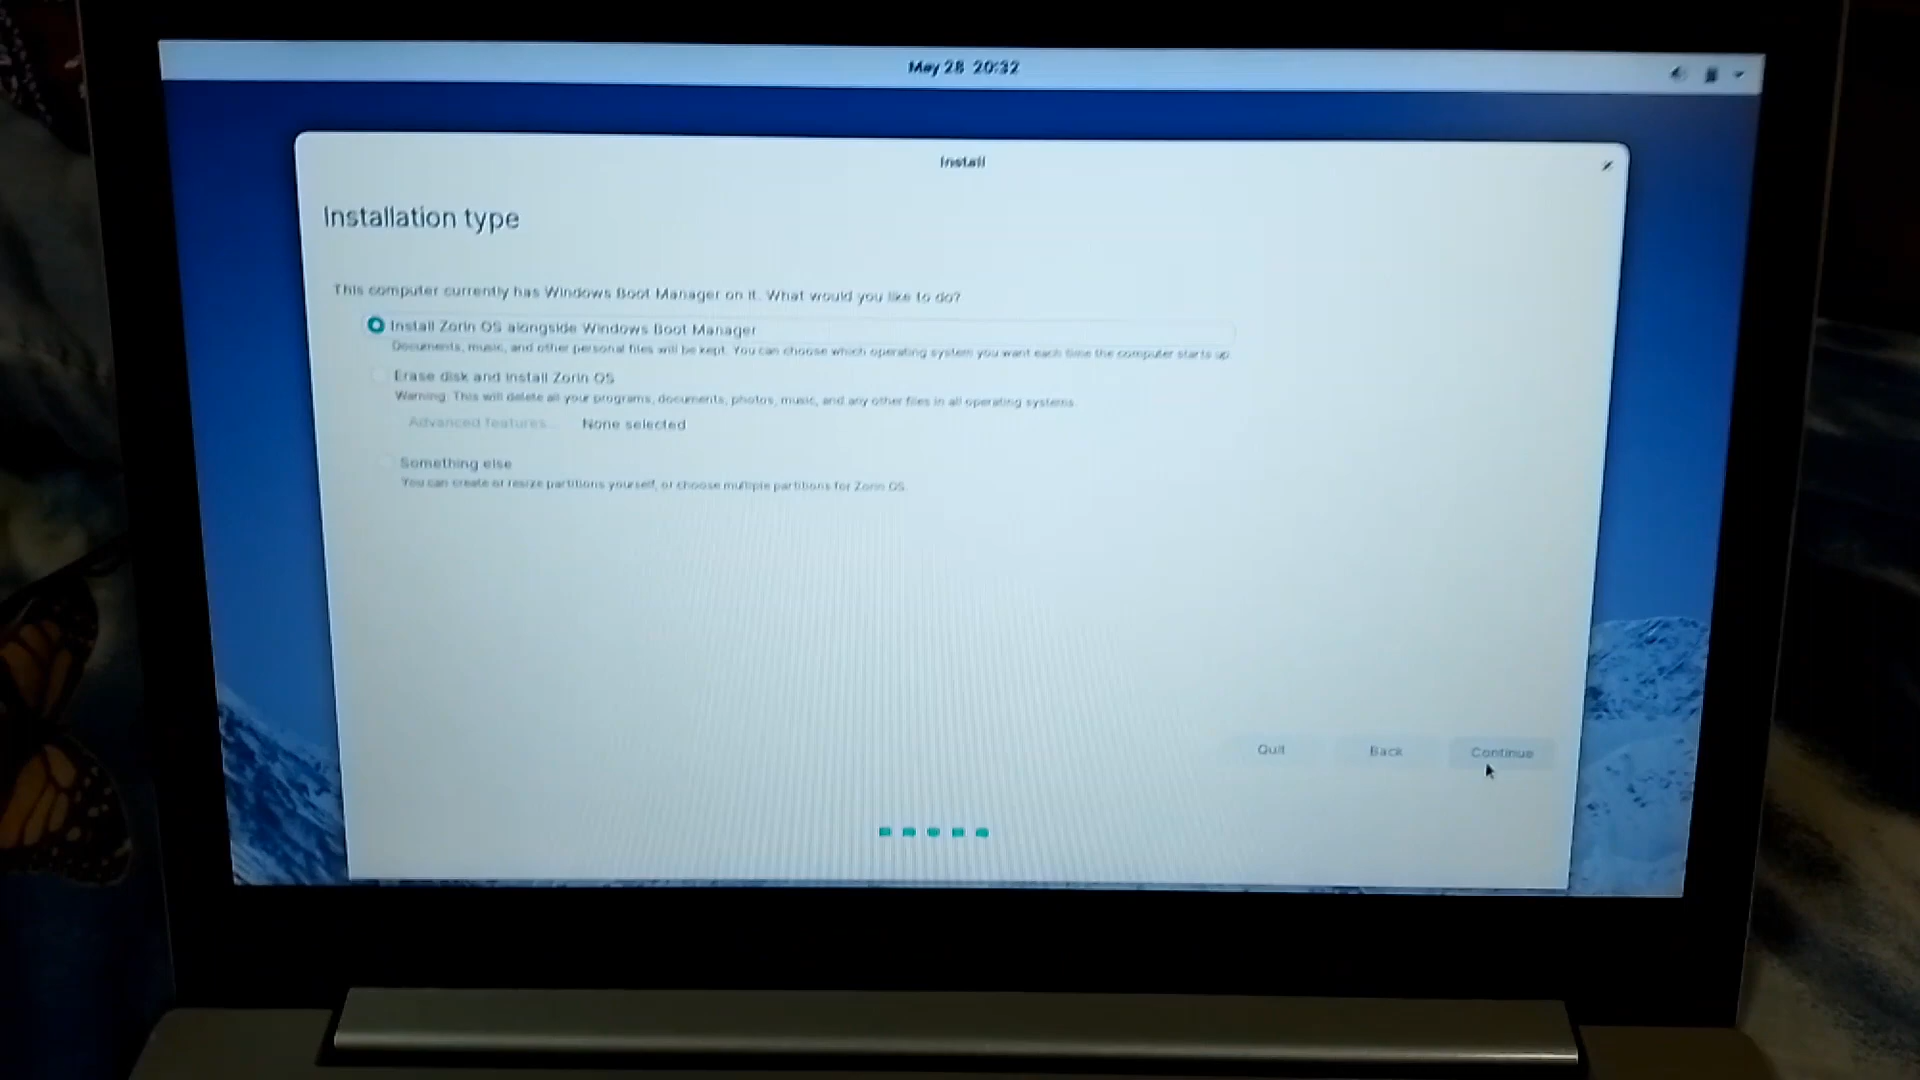 May 28 20:32
Install
Installation type
This computer currently has Windows Boot Manager on it. What would you like to do?
Install Zorin OS alongside Windows Boot Manager
Documents, music, and other personal files will be kept. You can choose which operating system you want each time the computer starts up.
Erase disk and install Zorin OS
Warning: This will delete all your programs, documents, photos, music, and any other files in all operating systems.
Advanced features... None selected
Something else
You can create or resize partitions yourself, or choose multiple partitions for Zorin OS.
Quit Back Continue